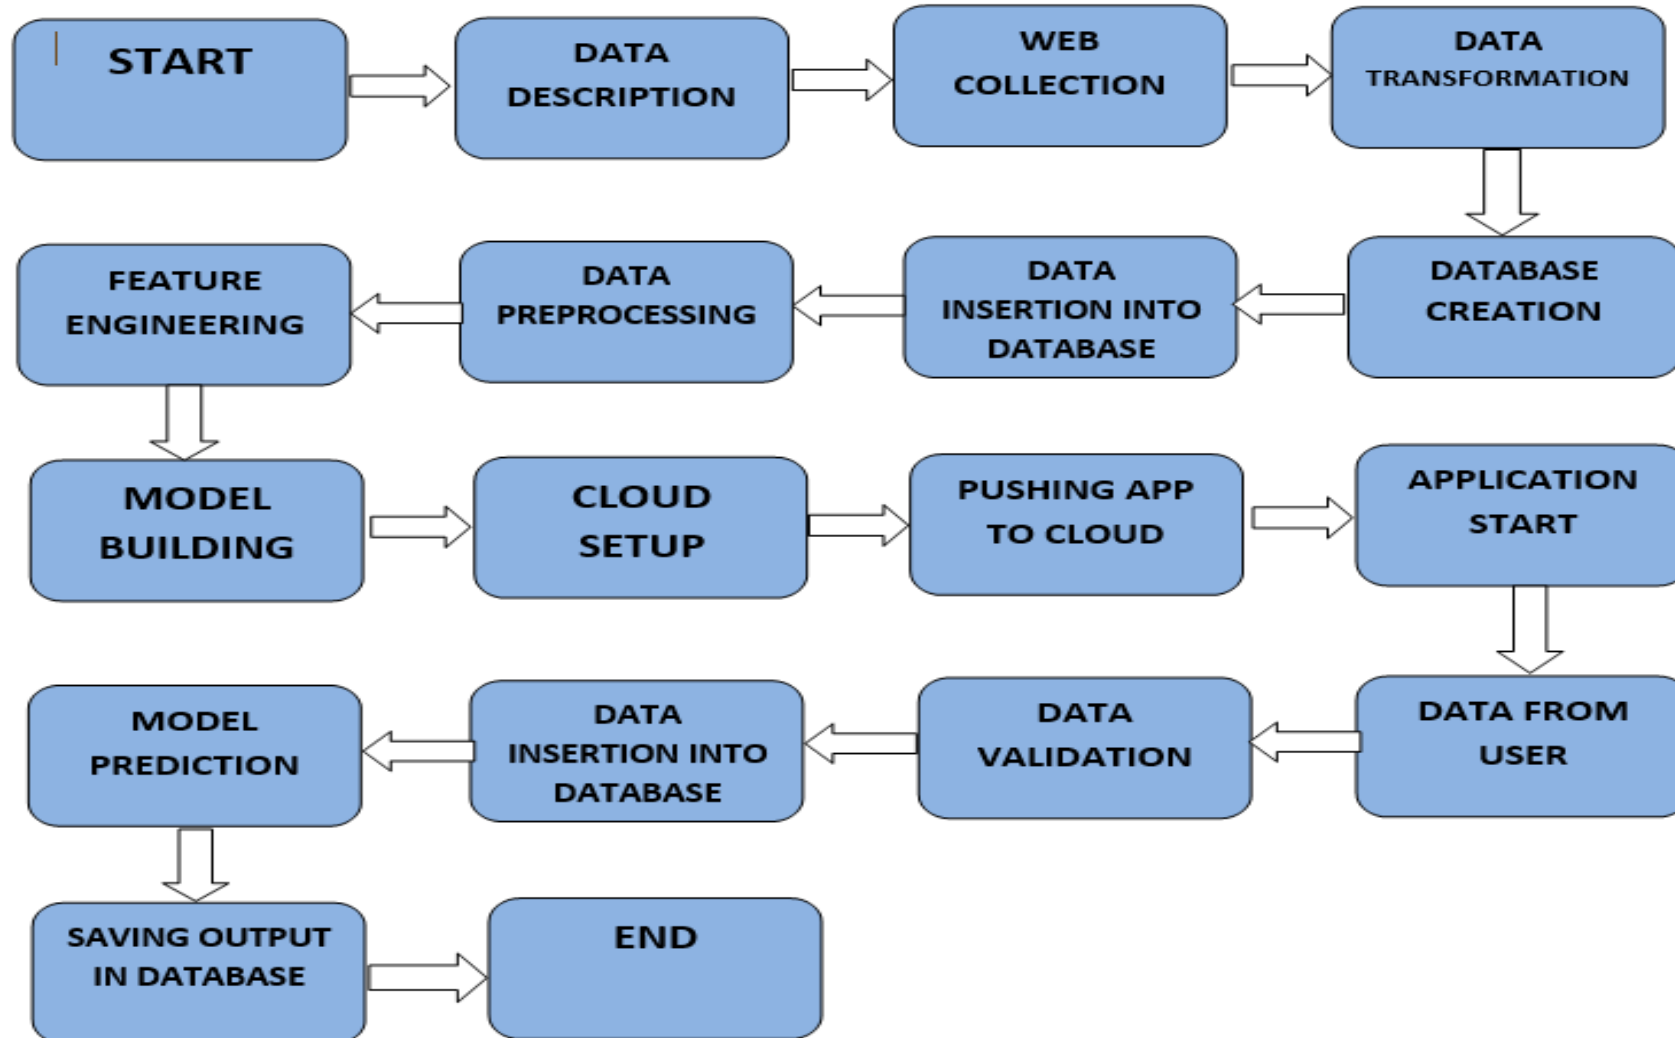 START
DATA
DESCRIPTION
WEB
COLLECTION
DATA
TRANSFORMATION
DATABASE
CREATION
DATA
INSERTION INTO
DATABASE
DATA
PREPROCESSING
FEATURE
ENGINEERING
MODEL
BUILDING
CLOUD
SETUP
PUSHING APP
TO CLOUD
APPLICATION
START
DATA FROM
USER
DATA
VALIDATION
DATA
INSERTION INTO
DATABASE
MODEL
PREDICTION
SAVING OUTPUT
IN DATABASE
END